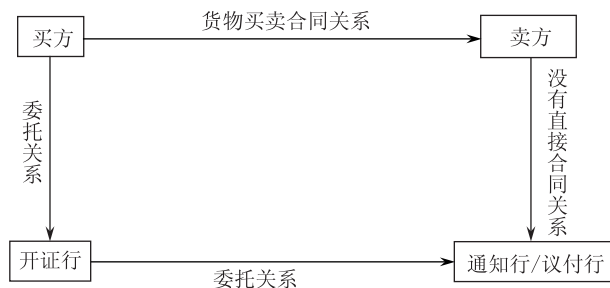 货物买卖合同关系
买方
卖方
委托关系
没有直接合同关系
开证行
通知行/议付行
委托关系